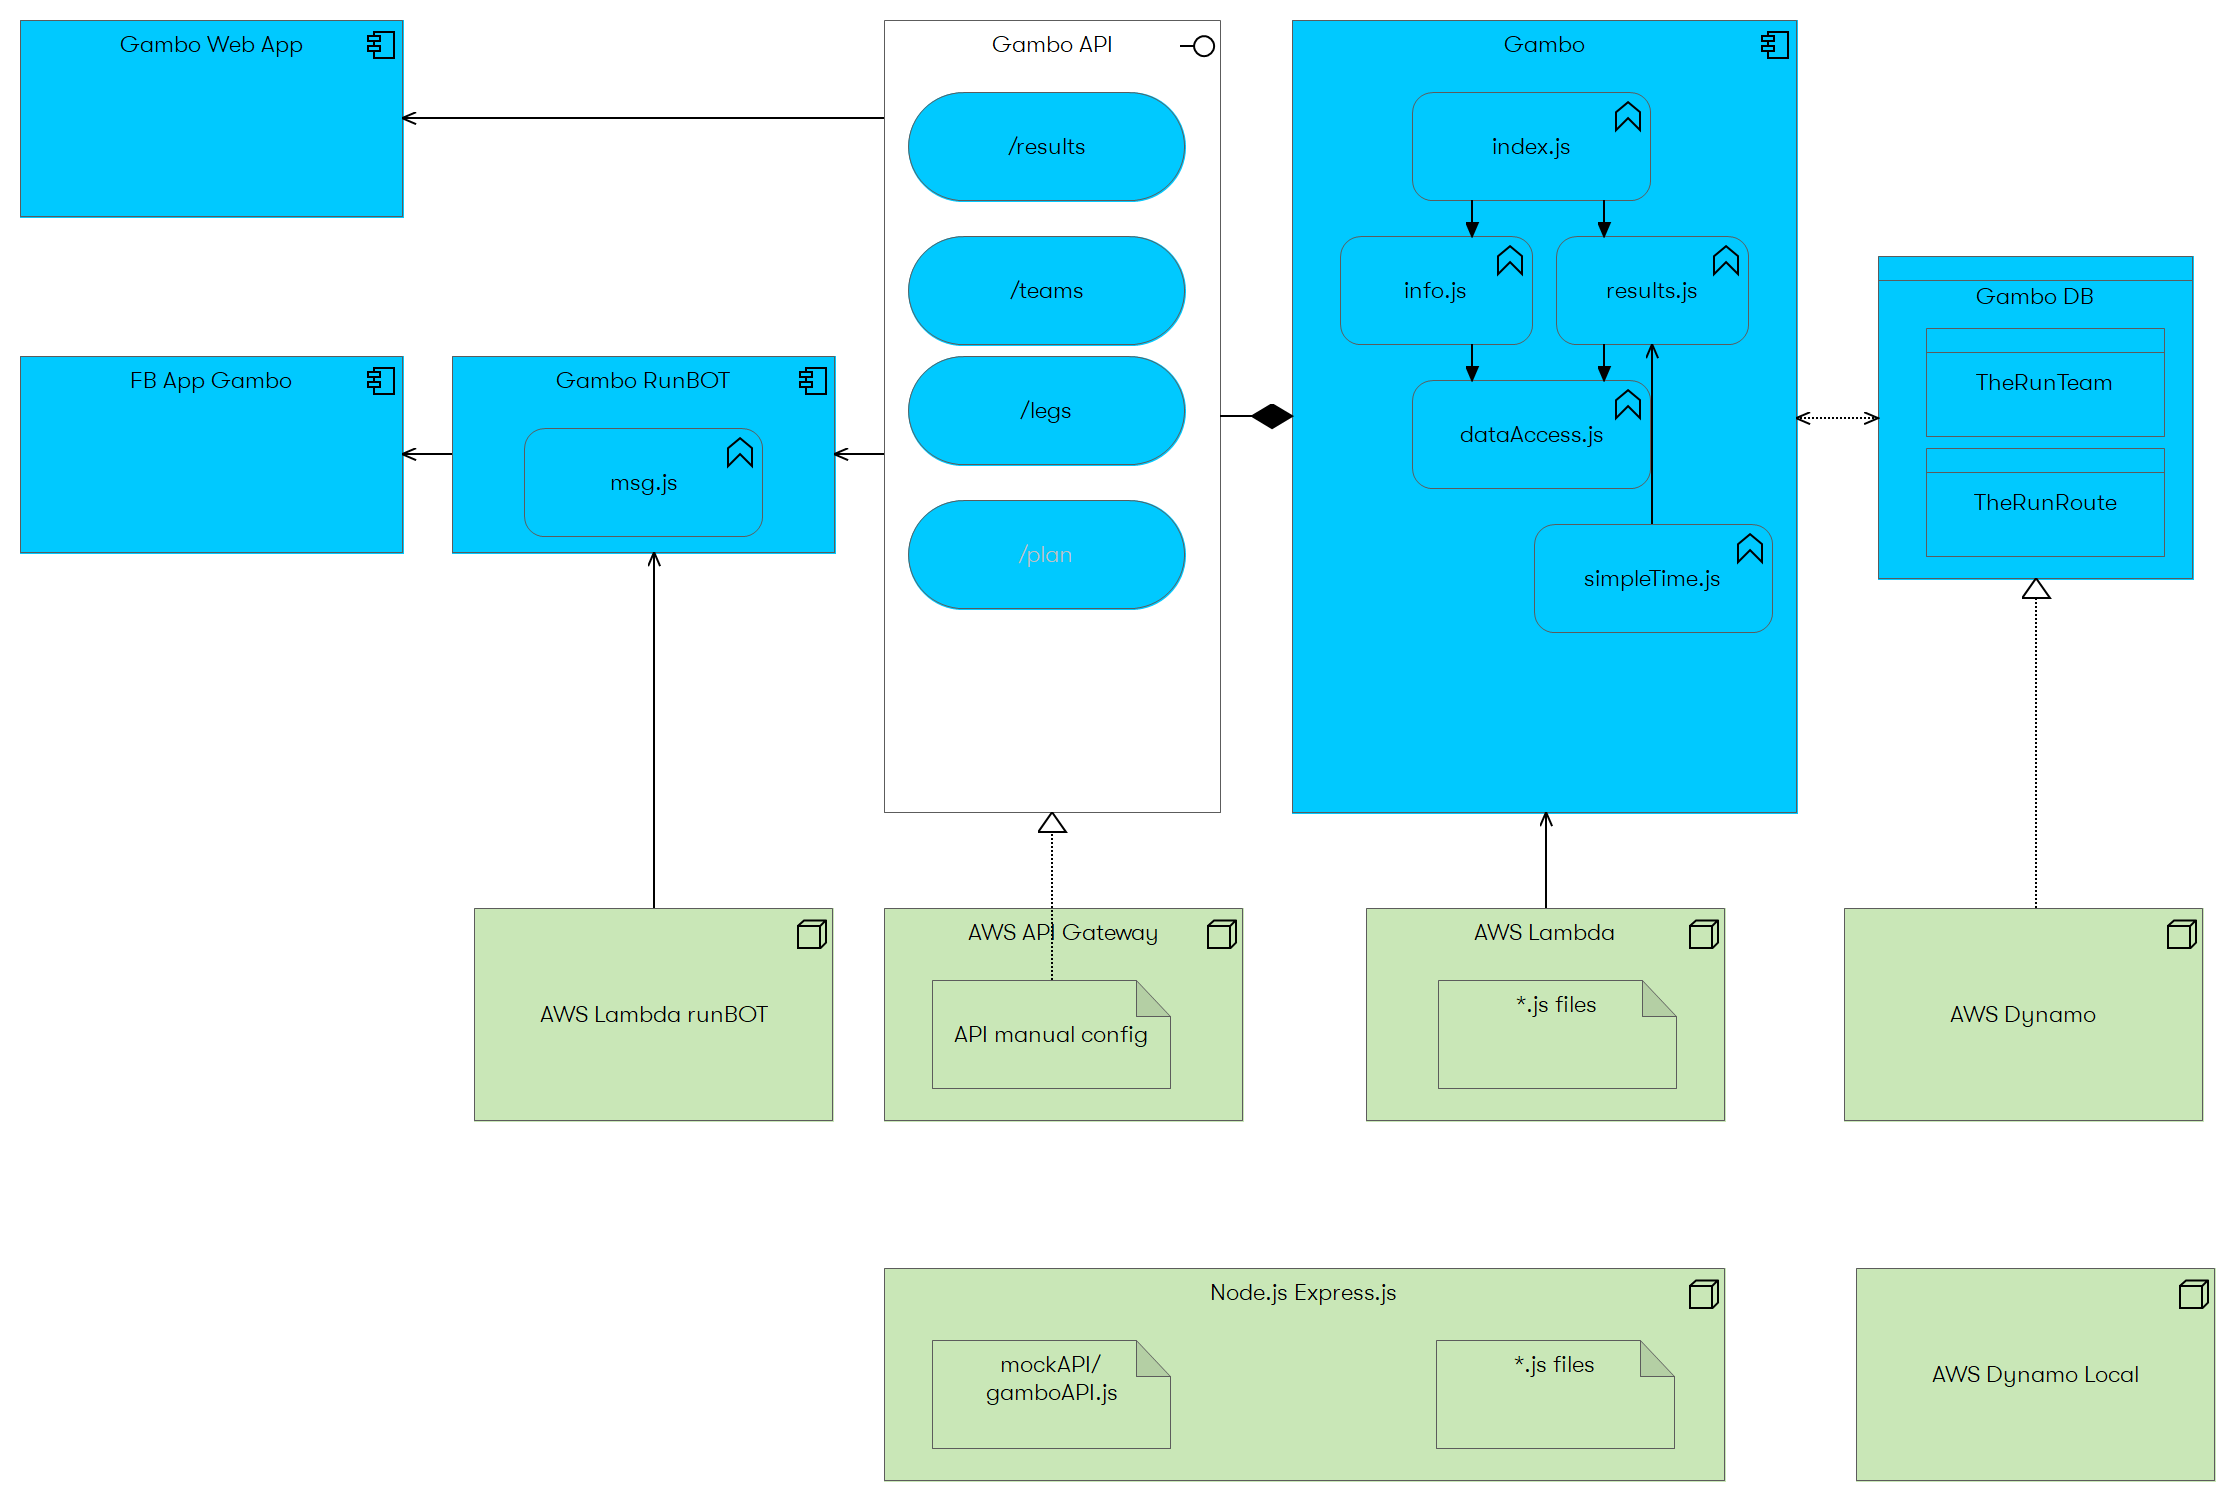 Gambo Web App
Gambo API
Gambo
/results
index.js
/teams
info.js
results.js
Gambo DB
TheRunTeam
FB App Gambo
Gambo RunBOT
/legs
dataAccess.js
msg.js
TheRunRoute
/plan
simpleTime.js
AWS Lambda runBOT
AWS API Gateway
API manual config
AWS Lambda
*.js files
AWS Dynamo
Node.js Express.js
mockAPI/
gamboAPI.js
*.js files
AWS Dynamo Local